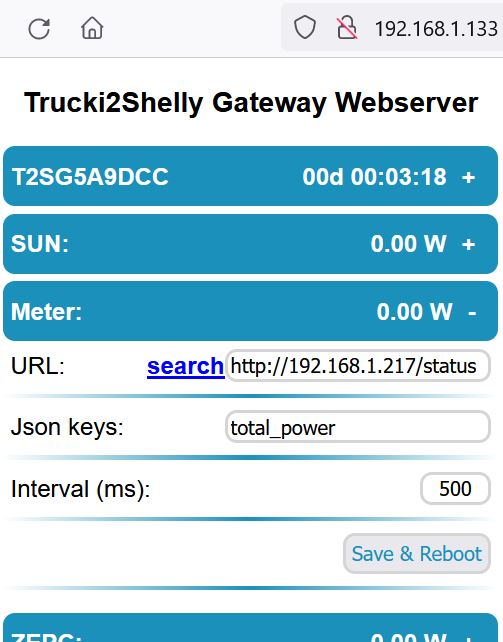 192.168.1.133
Trucki2Shelly Gateway Webserver
T2SG5A9DCC 00d 00:03:18 +
SUN: 0.00 W +
Meter: 0.00 W -
URL: search http://192.168.1.217/status
Json keys: total_power
Interval (ms): 500
Save & Reboot
ZEPC: 0.00 W +